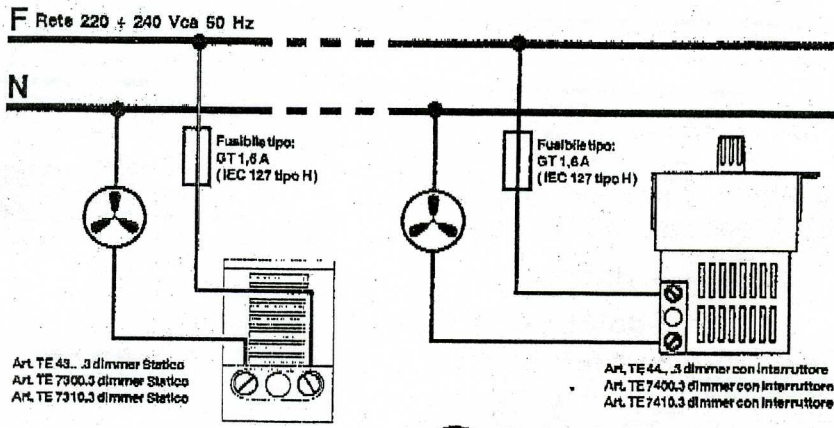 F Rete 220 ÷ 240 Vca 50 Hz
N
Fusibile tipo:
GT 1,6 A
(IEC 127 tipo H)
Fusibile tipo:
GT 1,6 A
(IEC 127 tipo H)
Art. TE 43.. .3 dimmer Statico
Art. TE 7300.3 dimmer Statico
Art. TE 7310.3 dimmer Statico
Art. TE 44.. .3 dimmer con interruttore
Art. TE 7400.3 dimmer con interruttore
Art. TE 7410.3 dimmer con interruttore